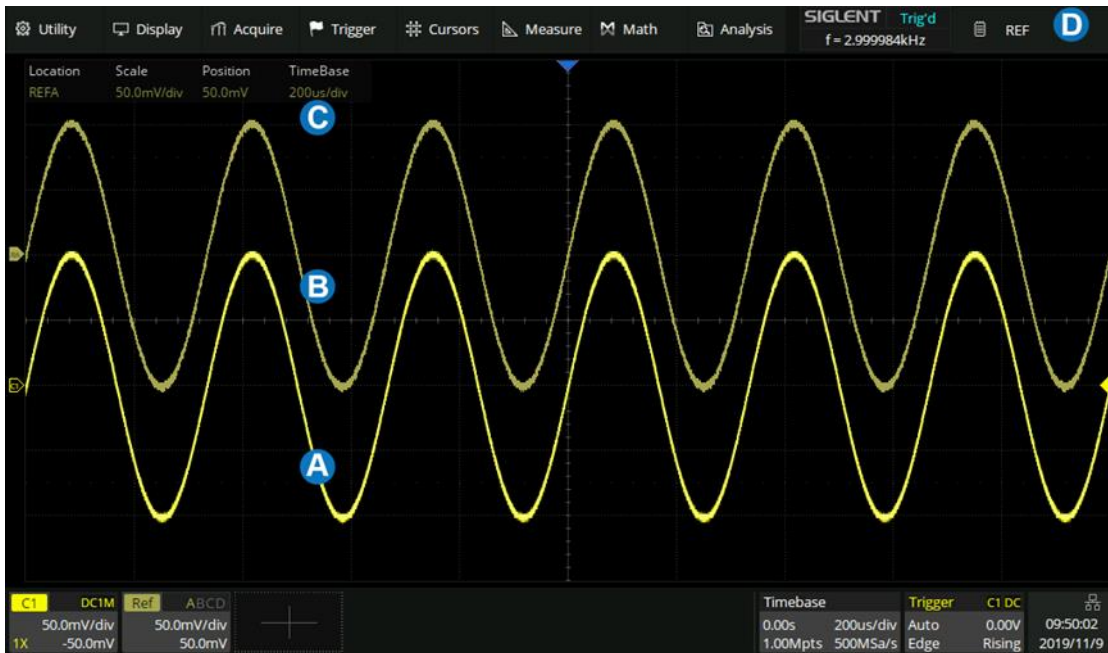 Utility Display Acquire Trigger Cursors Measure Math Analysis
SIGLENT Trig'd
f = 2.999984kHz
REF
D
Location Scale Position TimeBase
REFA 50.0mV/div 50.0mV 200us/div
C
B
C1
A
C1 DC1M
50.0mV/div
1X -50.0mV
Ref ABCD
50.0mV/div
50.0mV
Timebase
0.00s 200us/div
1.00Mpts 500MSa/s
Trigger C1 DC
Auto 0.00V
Edge Rising
09:50:02
2019/11/9